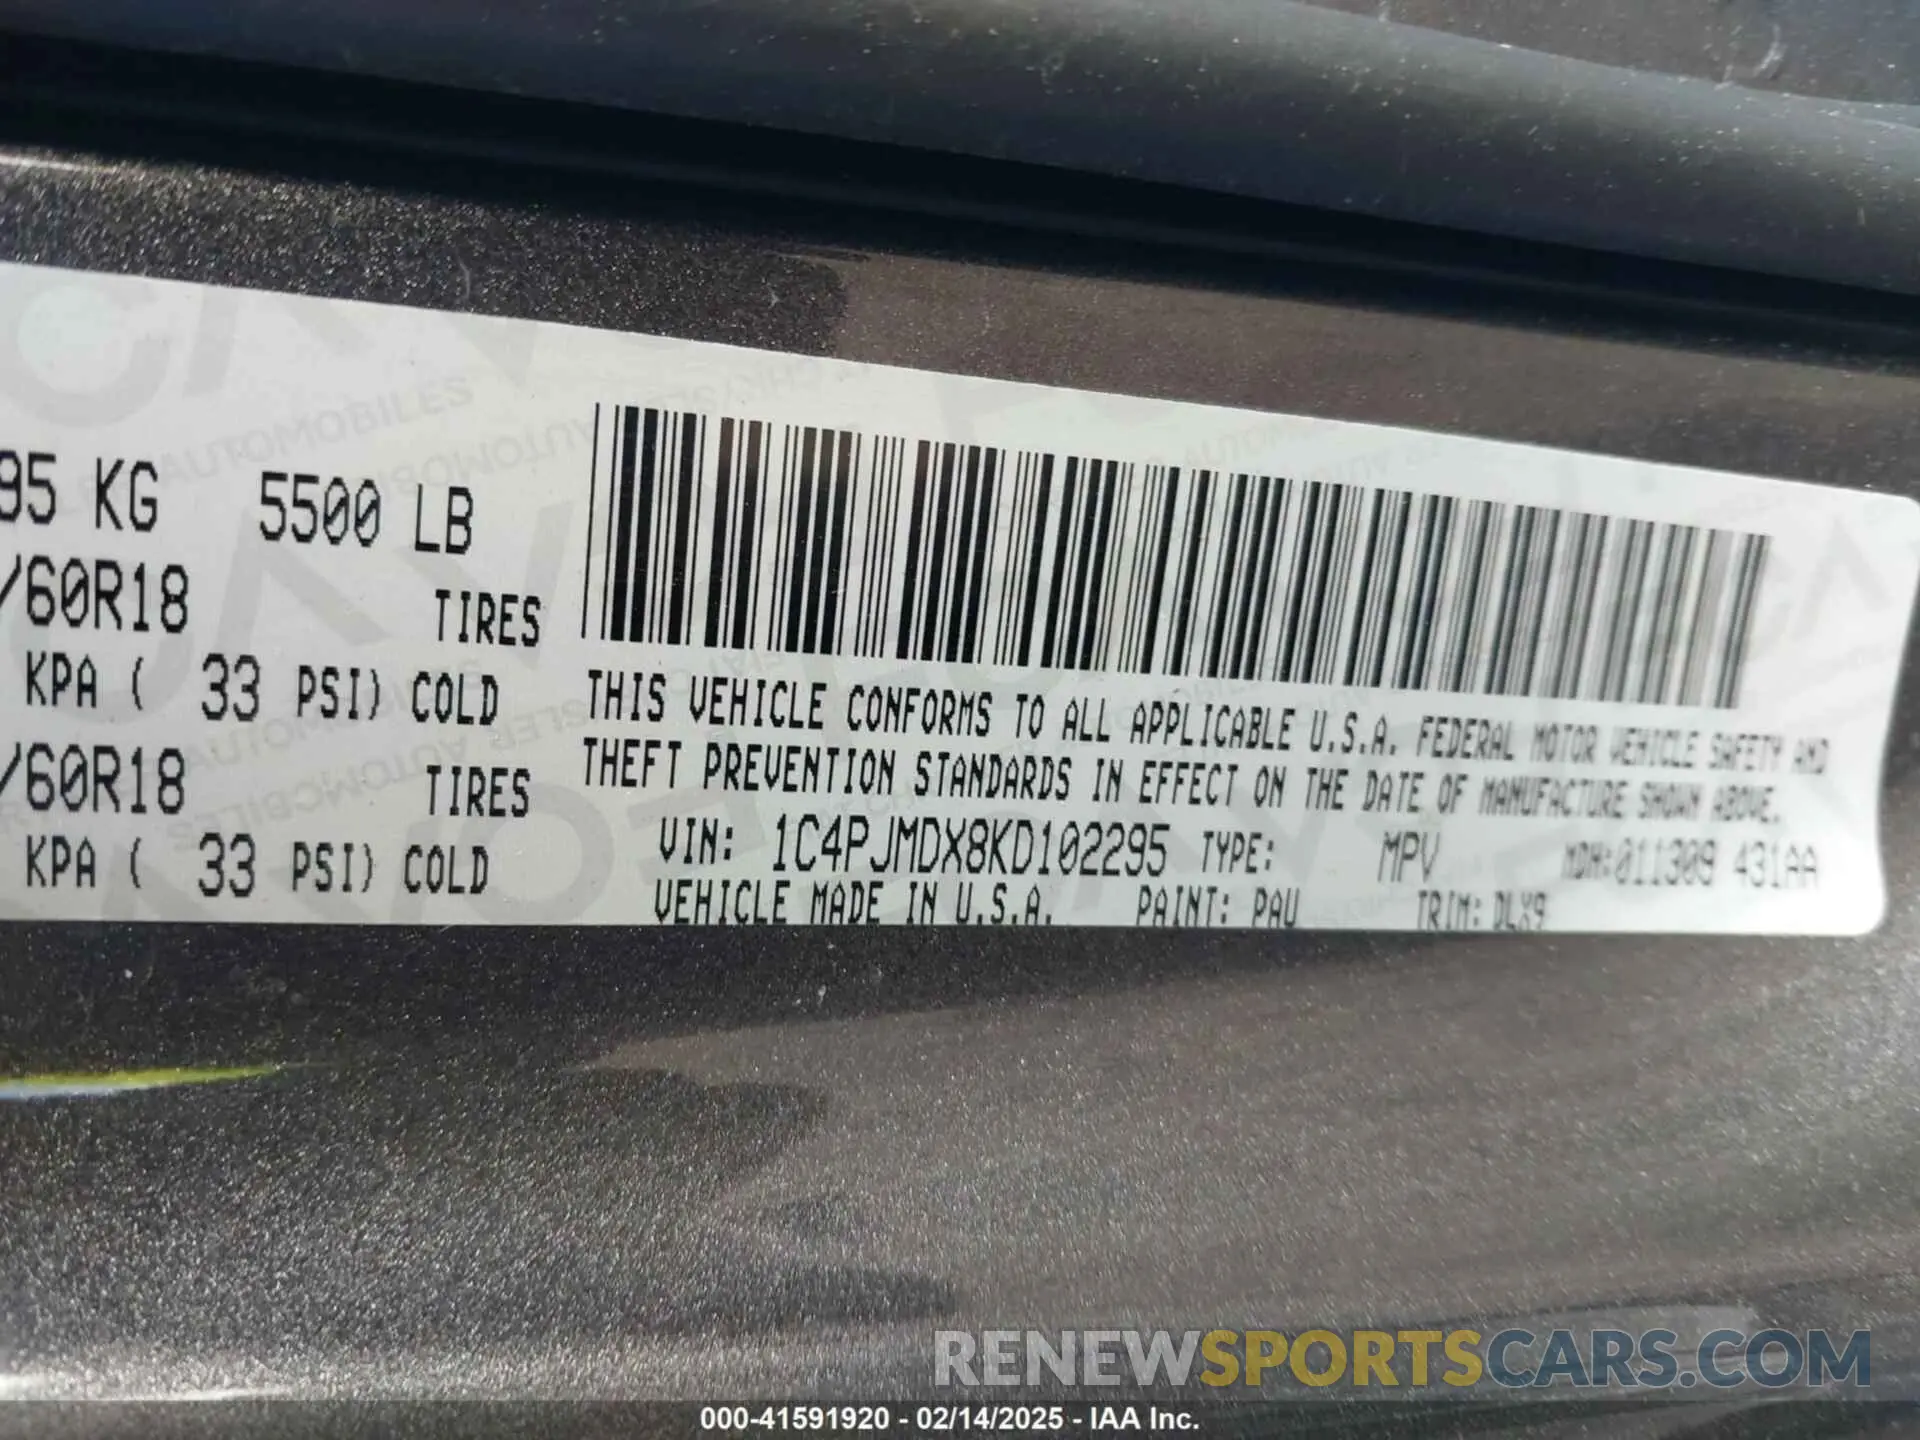 95 KG 5500 LB
/60R18 TIRES
KPA ( 33 PSI) COLD
/60R18 TIRES
KPA ( 33 PSI) COLD
THIS VEHICLE CONFORMS TO ALL APPLICABLE U.S.A. FEDERAL MOTOR VEHICLE SAFETY AND
THEFT PREVENTION STANDARDS IN EFFECT ON THE DATE OF MANUFACTURE SHOWN ABOVE.
VIN: 1C4PJMDX8KD102295 TYPE: MPV MDH:011309 431AA
VEHICLE MADE IN U.S.A. PAINT: PAU TRIM: DLX9
RENEWSPORTSCARS.COM
000-41591920 - 02/14/2025 - IAA Inc.